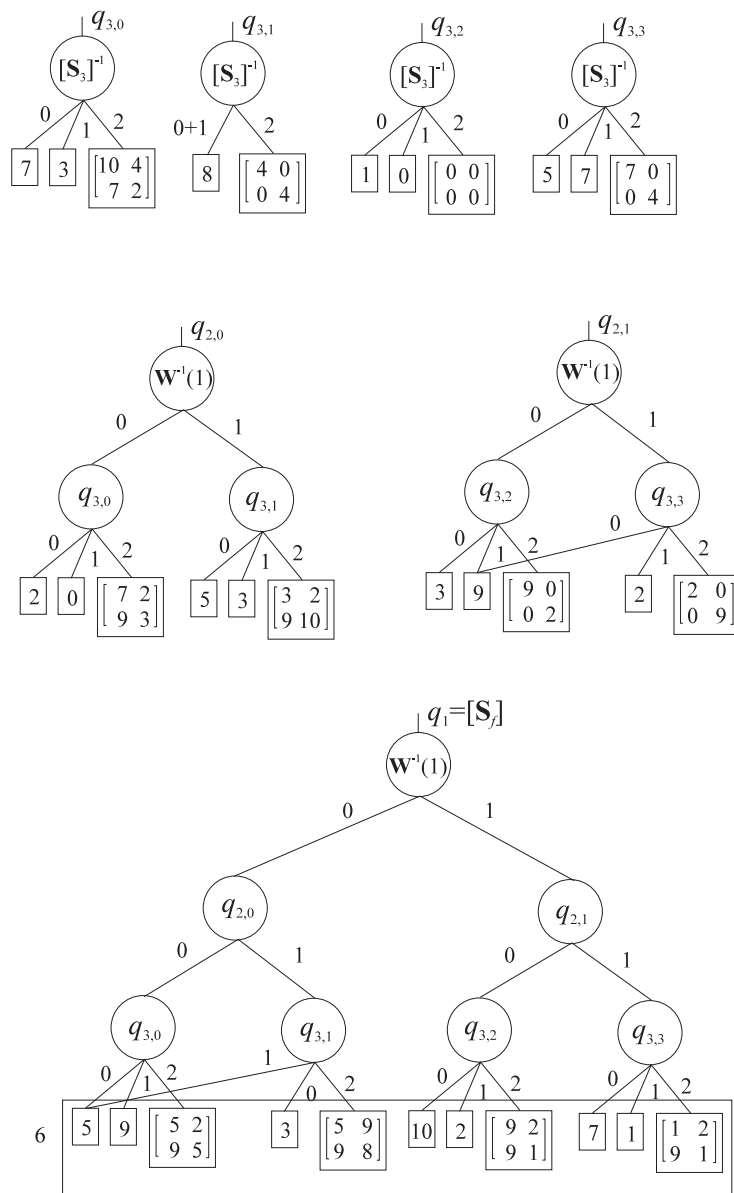 q3,0 q3,1 q3,2 q3,3
[S3]-1 [S3]-1 [S3]-1 [S3]-1
0 1 2 0+1 2 0 1 2 0 1 2
7 3 [10 4 8 [4 0 1 0 [0 0 5 7 [7 0
7 2] 0 4] 0 0] 0 4]
q2,0 q2,1
W-1(1) W-1(1)
0 1 0 1
q3,0 q3,1 q3,2 q3,3
0 1 2 0 1 2 0 1 2 0 1 2
2 0 [7 2 5 3 [3 2 3 9 [9 0 2 [2 0
9 3] 9 10] 0 2] 0 9]
q1=[Sf]
W-1(1)
0 1
q2,0 q2,1
0 1 0 1
q3,0 q3,1 q3,2 q3,3
0 1 2 1 0 2 0 1 2 0 1 2
6 5 9 [5 2 3 [5 9 10 2 [9 2 7 1 [1 2
9 5] 9 8] 9 1] 9 1]